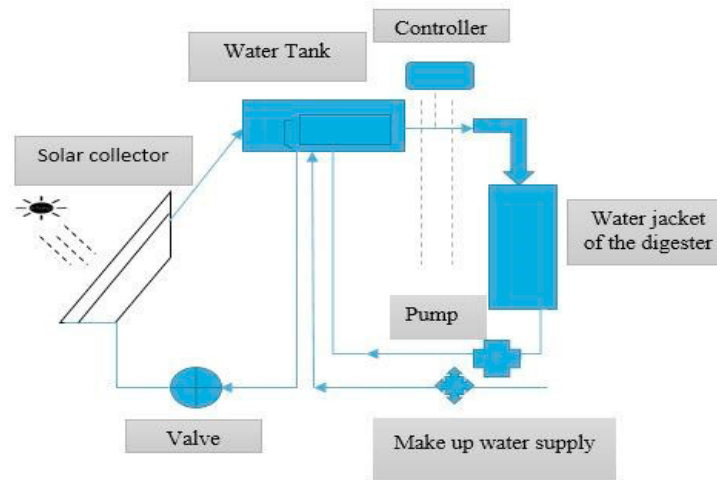 Controller
Water Tank
Solar collector
Water jacket
of the digester
Pump
Valve
Make up water supply